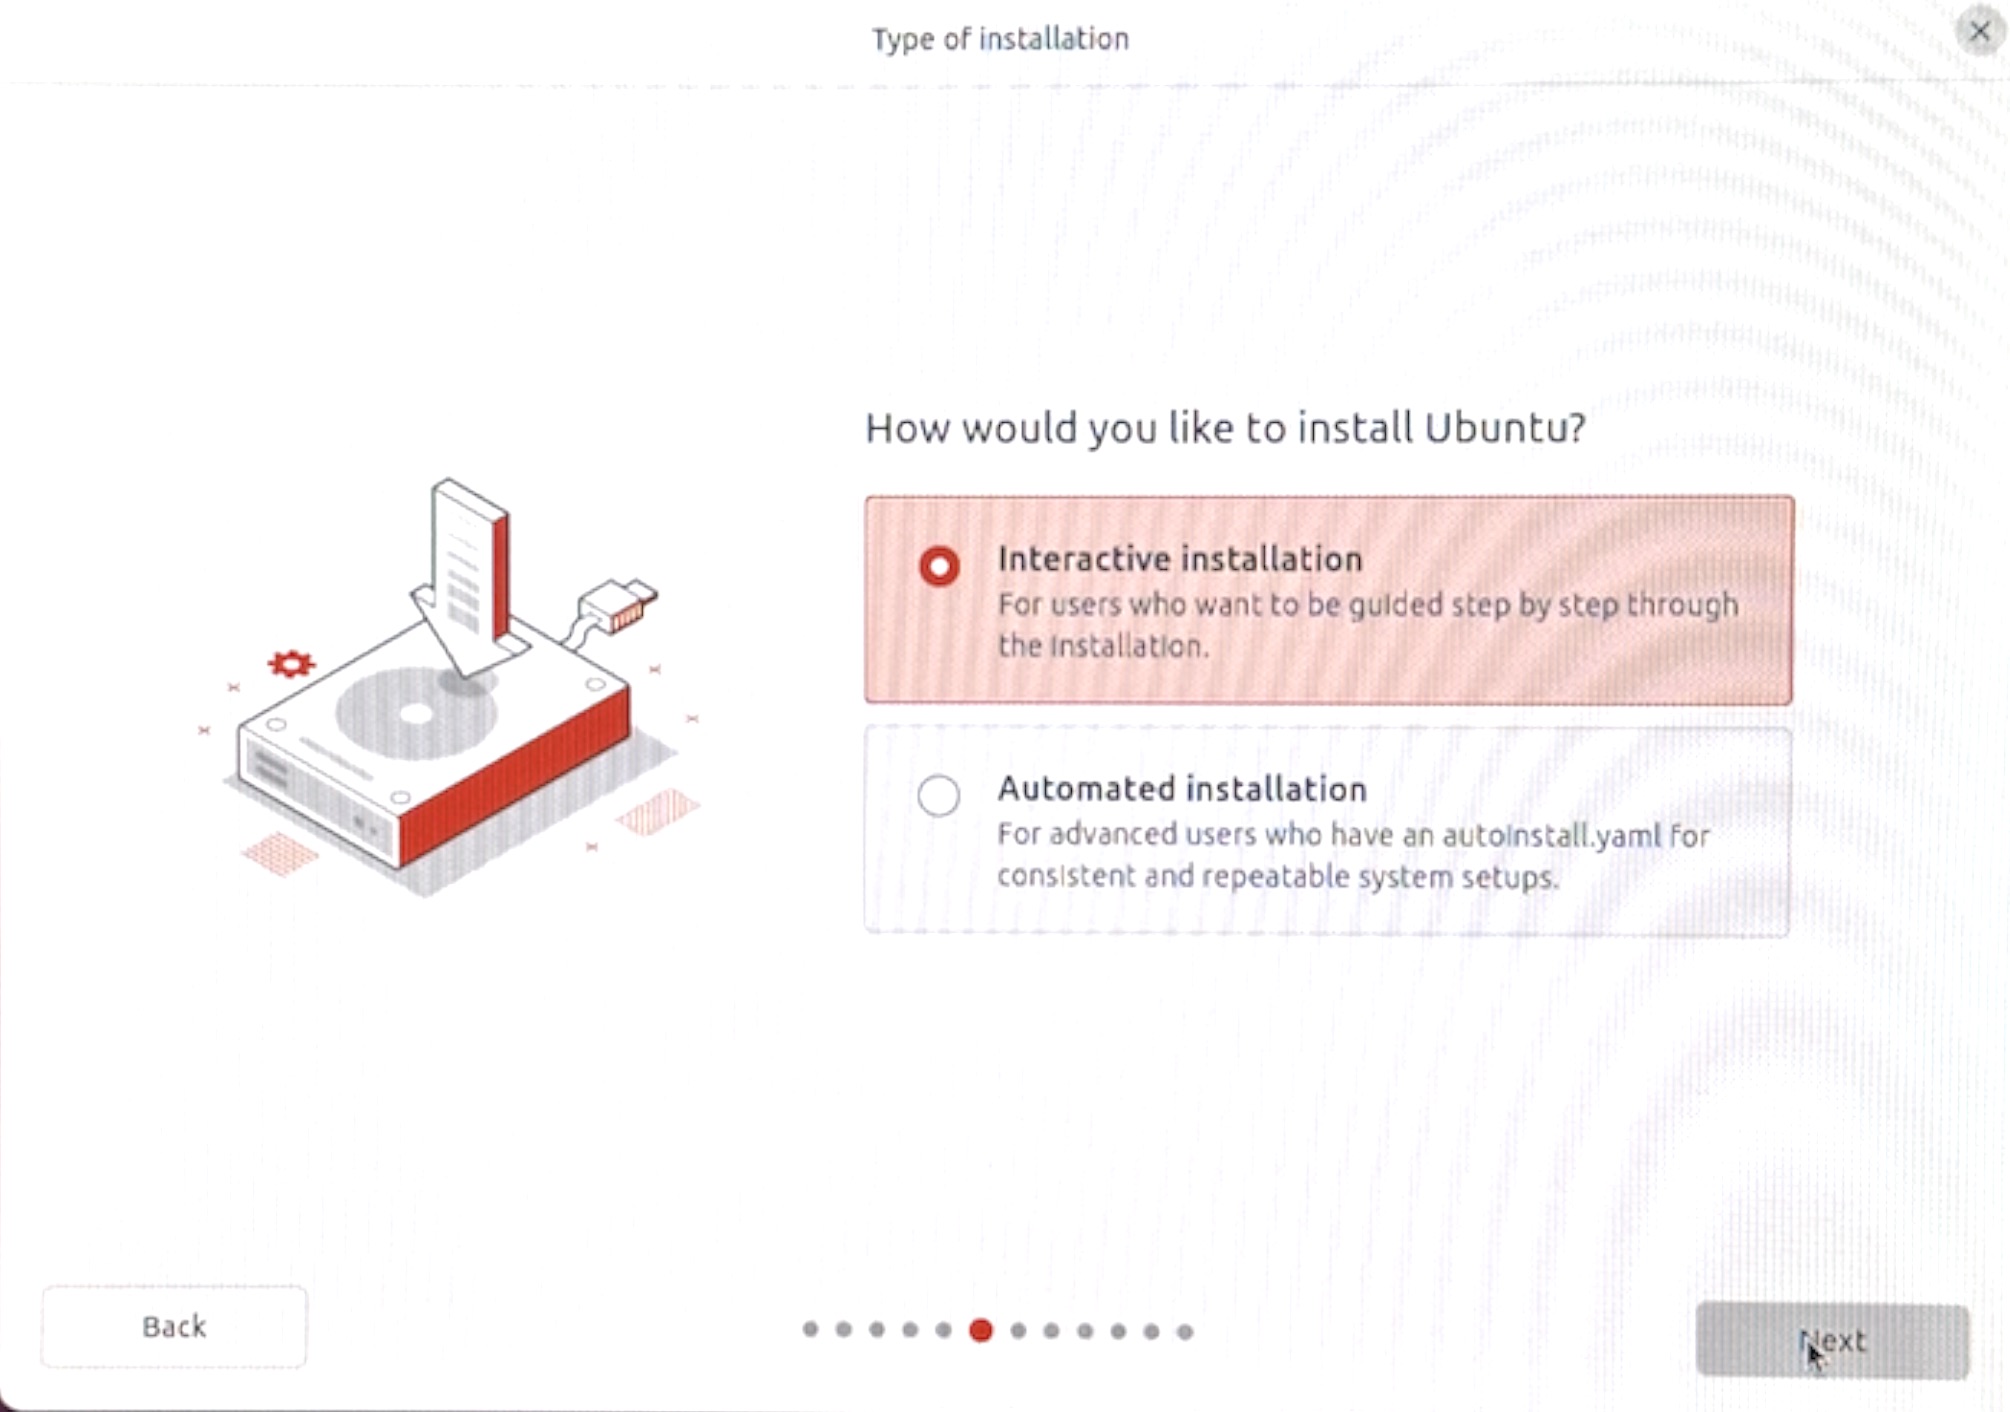 Type of installation
How would you like to install Ubuntu?
Interactive installation
For users who want to be guided step by step through
the installation.
Automated installation
For advanced users who have an autoinstall.yaml for
consistent and repeatable system setups.
Back
Next